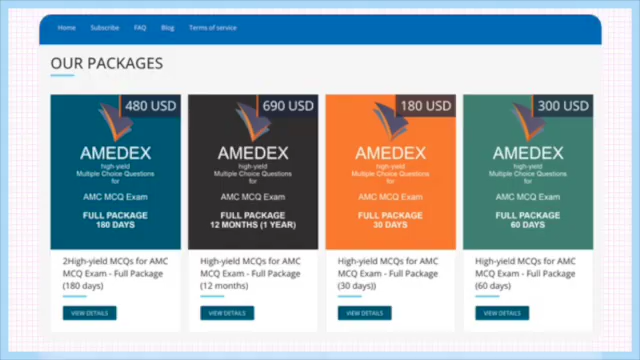 Home Subscribe FAQ Blog Terms of service
OUR PACKAGES
480 USD
AMEDEX
high-yield
Multiple Choice Questions
for
AMC MCQ Exam
FULL PACKAGE
180 DAYS
2High-yield MCQs for AMC
MCQ Exam - Full Package
(180 days)
VIEW DETAILS
690 USD
AMEDEX
high-yield
Multiple Choice Questions
for
AMC MCQ Exam
FULL PACKAGE
12 MONTHS (1 YEAR)
High-yield MCQs for AMC
MCQ Exam - Full Package
(12 months)
VIEW DETAILS
180 USD
AMEDEX
high-yield
Multiple Choice Questions
for
AMC MCQ Exam
FULL PACKAGE
30 DAYS
High-yield MCQs for AMC
MCQ Exam - Full Package
(30 days))
VIEW DETAILS
300 USD
AMEDEX
high-yield
Multiple Choice Questions
for
AMC MCQ Exam
FULL PACKAGE
60 DAYS
High-yield MCQs for AMC
MCQ Exam - Full Package
(60 days)
VIEW DETAILS